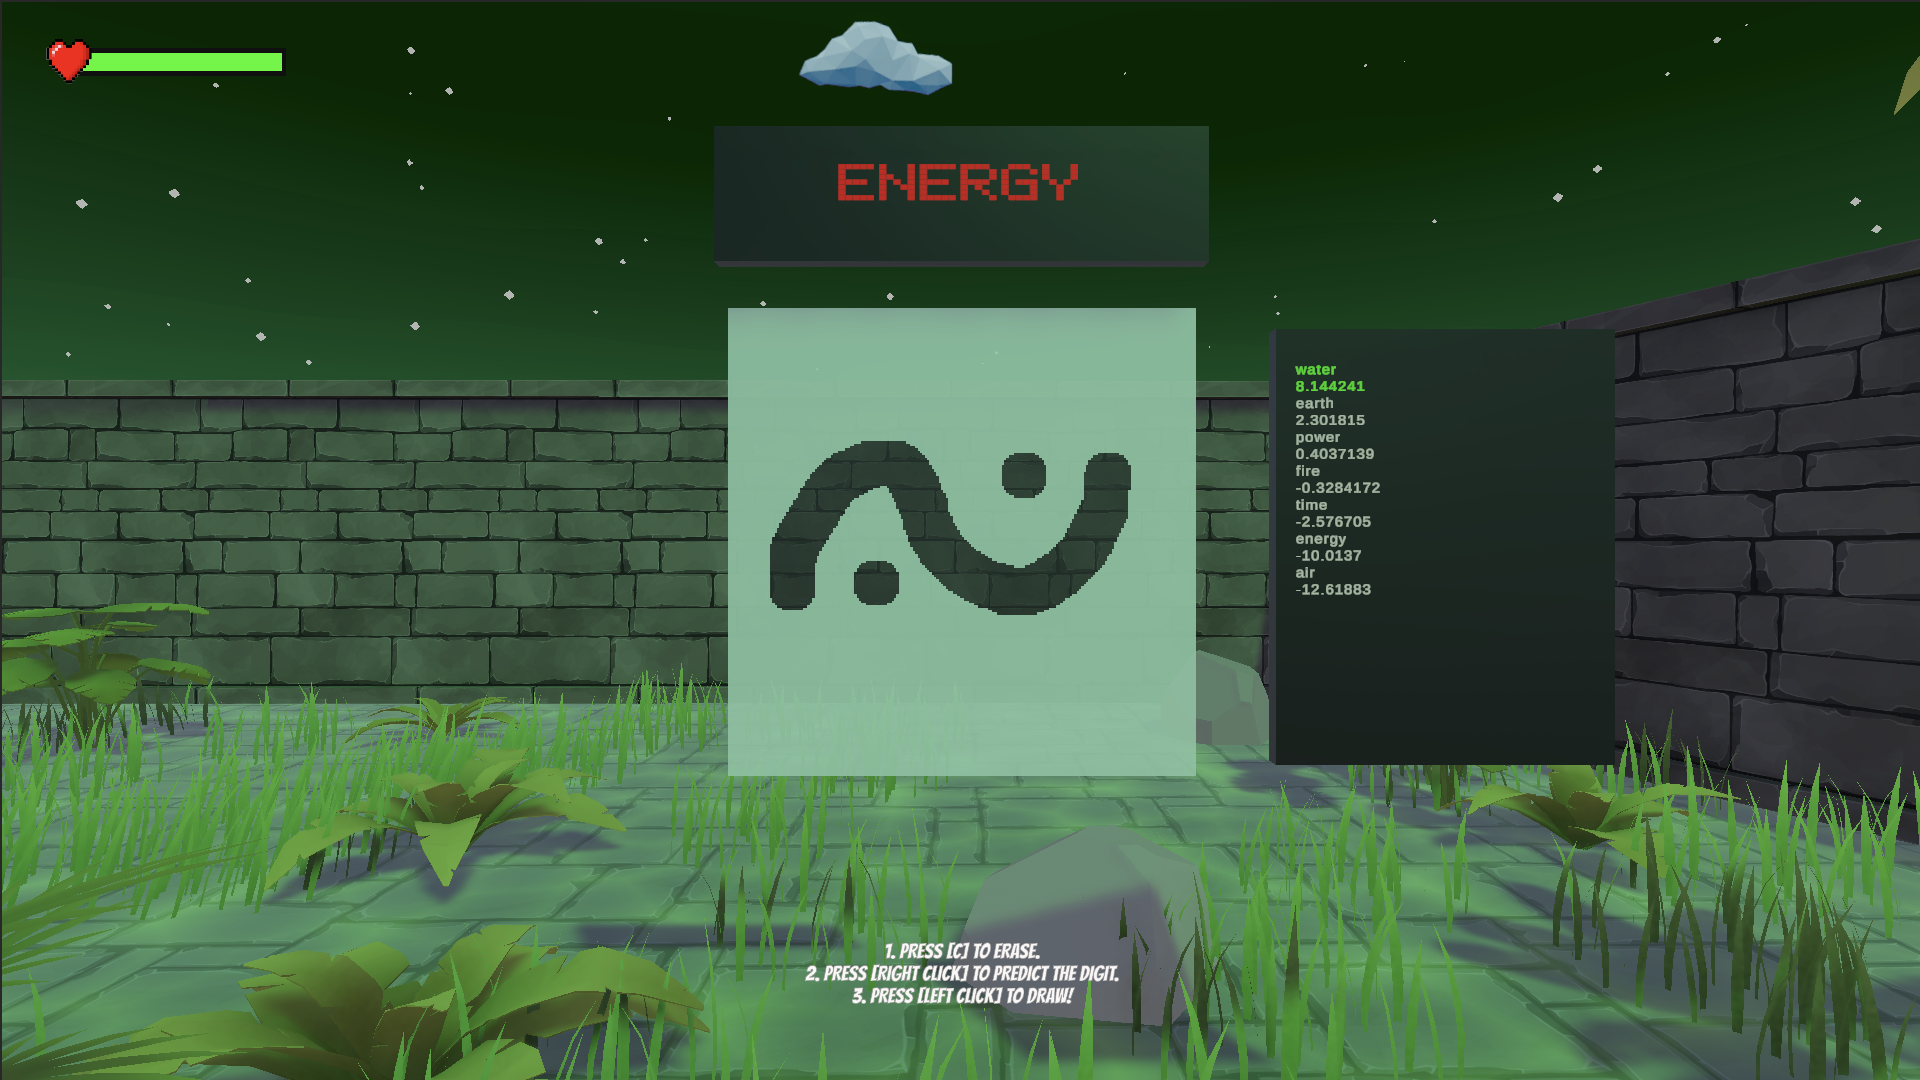 ENERGY
water
8.144241
earth
2.301815
power
0.4037139
fire
-0.3284172
time
-2.576705
energy
-10.0137
air
-12.61883
1. PRESS [C] TO ERASE.
2. PRESS [RIGHT CLICK] TO PREDICT THE DIGIT.
3. PRESS [LEFT CLICK] TO DRAW!